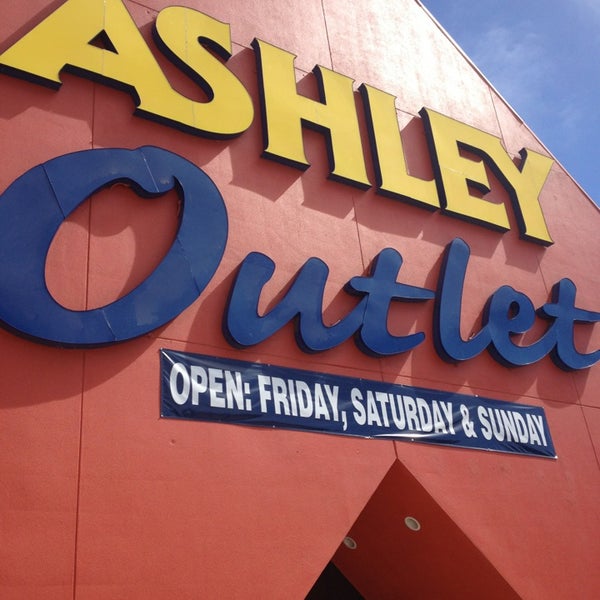 ASHLEY
Outlet
OPEN: FRIDAY, SATURDAY & SUNDAY